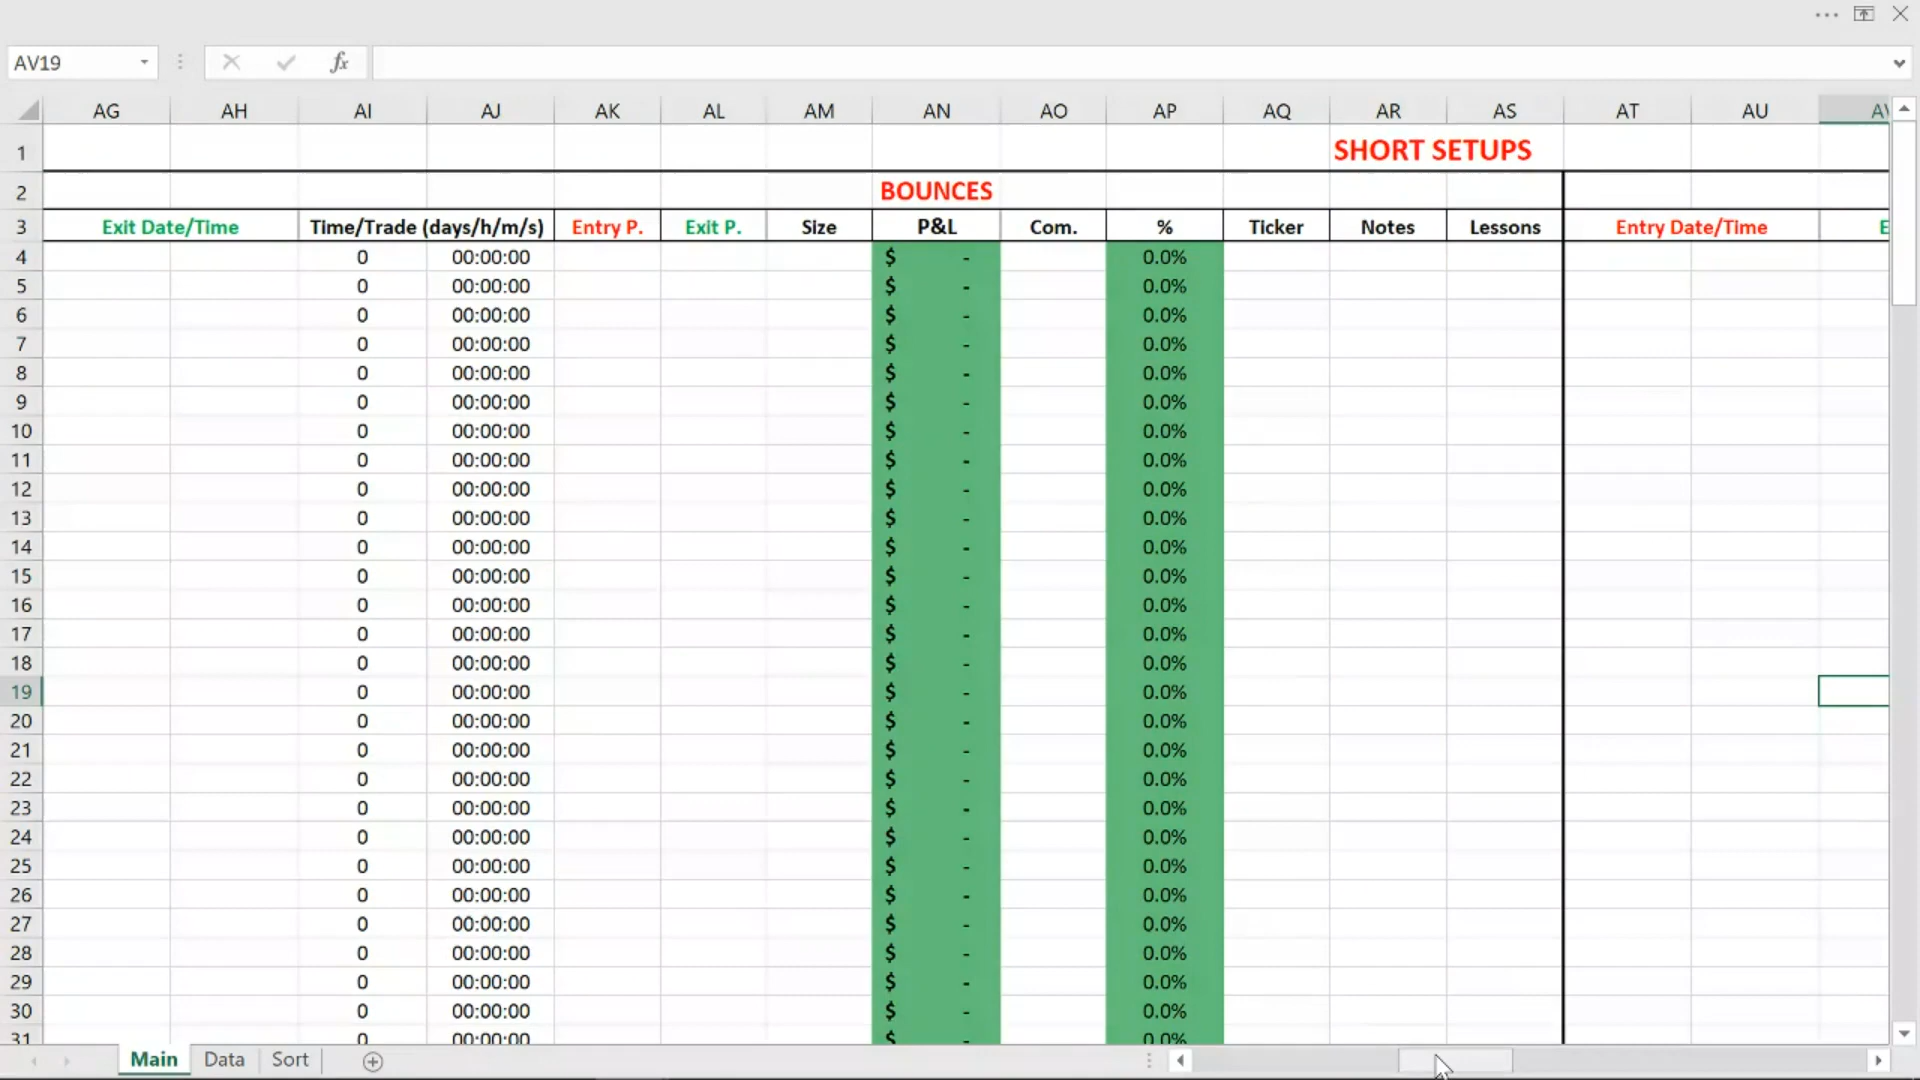 AV19
fx
AG AH AI AJ AK AL AM AN AO AP AQ AR AS AT AU
1 SHORT SETUPS
2 BOUNCES
3 Exit Date/Time Time/Trade (days/h/m/s) Entry P. Exit P. Size P&L Com. % Ticker Notes Lessons Entry Date/Time E
4 0 00:00:00 $ - 0.0%
5 0 00:00:00 $ - 0.0%
6 0 00:00:00 $ - 0.0%
7 0 00:00:00 $ - 0.0%
8 0 00:00:00 $ - 0.0%
9 0 00:00:00 $ - 0.0%
10 0 00:00:00 $ - 0.0%
11 0 00:00:00 $ - 0.0%
12 0 00:00:00 $ - 0.0%
13 0 00:00:00 $ - 0.0%
14 0 00:00:00 $ - 0.0%
15 0 00:00:00 $ - 0.0%
16 0 00:00:00 $ - 0.0%
17 0 00:00:00 $ - 0.0%
18 0 00:00:00 $ - 0.0%
19 0 00:00:00 $ - 0.0%
20 0 00:00:00 $ - 0.0%
21 0 00:00:00 $ - 0.0%
22 0 00:00:00 $ - 0.0%
23 0 00:00:00 $ - 0.0%
24 0 00:00:00 $ - 0.0%
25 0 00:00:00 $ - 0.0%
26 0 00:00:00 $ - 0.0%
27 0 00:00:00 $ - 0.0%
28 0 00:00:00 $ - 0.0%
29 0 00:00:00 $ - 0.0%
30 0 00:00:00 $ - 0.0%
31 0 00:00:00 $ - 0.0%
Main Data Sort